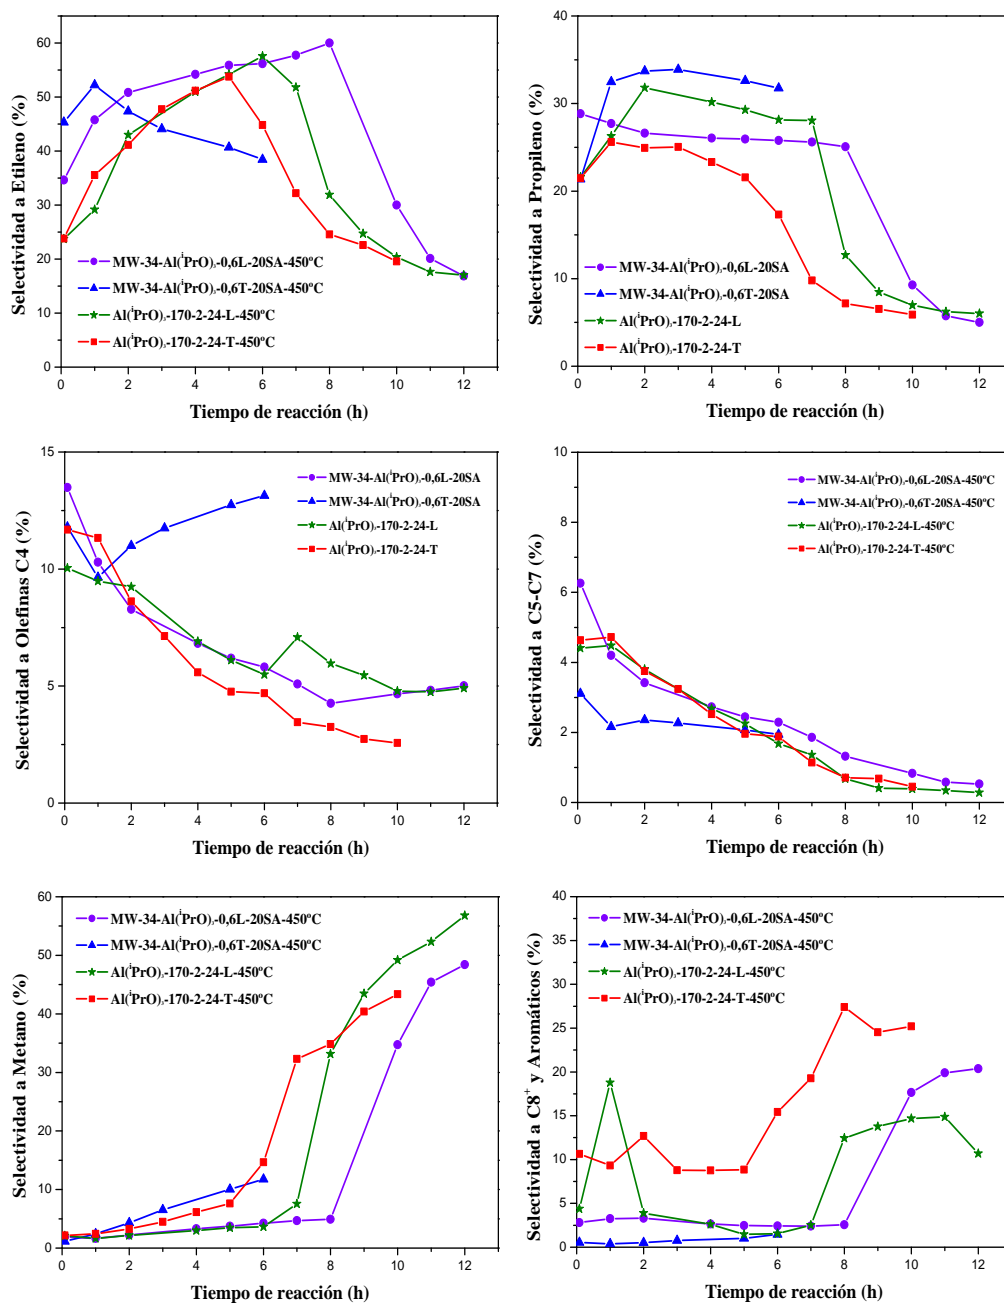 Selectividad a Etileno (%)
60
50
40
30
20
10
0
MW-34-Al(iPrO)3-0,6L-20SA-450ºC
MW-34-Al(iPrO)3-0,6T-20SA-450ºC
Al(iPrO)3-170-2-24-L-450ºC
Al(iPrO)3-170-2-24-T-450ºC
0 2 4 6 8 10 12
Tiempo de reacción (h)
Selectividad a Propileno (%)
40
30
20
10
0
MW-34-Al(iPrO)3-0,6L-20SA
MW-34-Al(iPrO)3-0,6T-20SA
Al(iPrO)3-170-2-24-L
Al(iPrO)3-170-2-24-T
0 2 4 6 8 10 12
Tiempo de reacción (h)
Selectividad a Olefinas C4 (%)
15
10
5
0
MW-34-Al(iPrO)3-0,6L-20SA
MW-34-Al(iPrO)3-0,6T-20SA
Al(iPrO)3-170-2-24-L
Al(iPrO)3-170-2-24-T
0 2 4 6 8 10 12
Tiempo de reacción (h)
Selectividad a C5-C7 (%)
10
8
6
4
2
0
MW-34-Al(iPrO)3-0,6L-20SA-450ºC
MW-34-Al(iPrO)3-0,6T-20SA-450ºC
Al(iPrO)3-170-2-24-L-450ºC
Al(iPrO)3-170-2-24-T-450ºC
0 2 4 6 8 10 12
Tiempo de reacción (h)
Selectividad a Metano (%)
60
50
40
30
20
10
0
MW-34-Al(iPrO)3-0,6L-20SA-450ºC
MW-34-Al(iPrO)3-0,6T-20SA-450ºC
Al(iPrO)3-170-2-24-L-450ºC
Al(iPrO)3-170-2-24-T-450ºC
0 2 4 6 8 10 12
Tiempo de reacción (h)
Selectividad a C8+ y Aromáticos (%)
40
35
30
25
20
15
10
5
0
MW-34-Al(iPrO)3-0,6L-20SA-450ºC
MW-34-Al(iPrO)3-0,6T-20SA-450ºC
Al(iPrO)3-170-2-24-L-450ºC
Al(iPrO)3-170-2-24-T-450ºC
0 2 4 6 8 10 12
Tiempo de reacción (h)